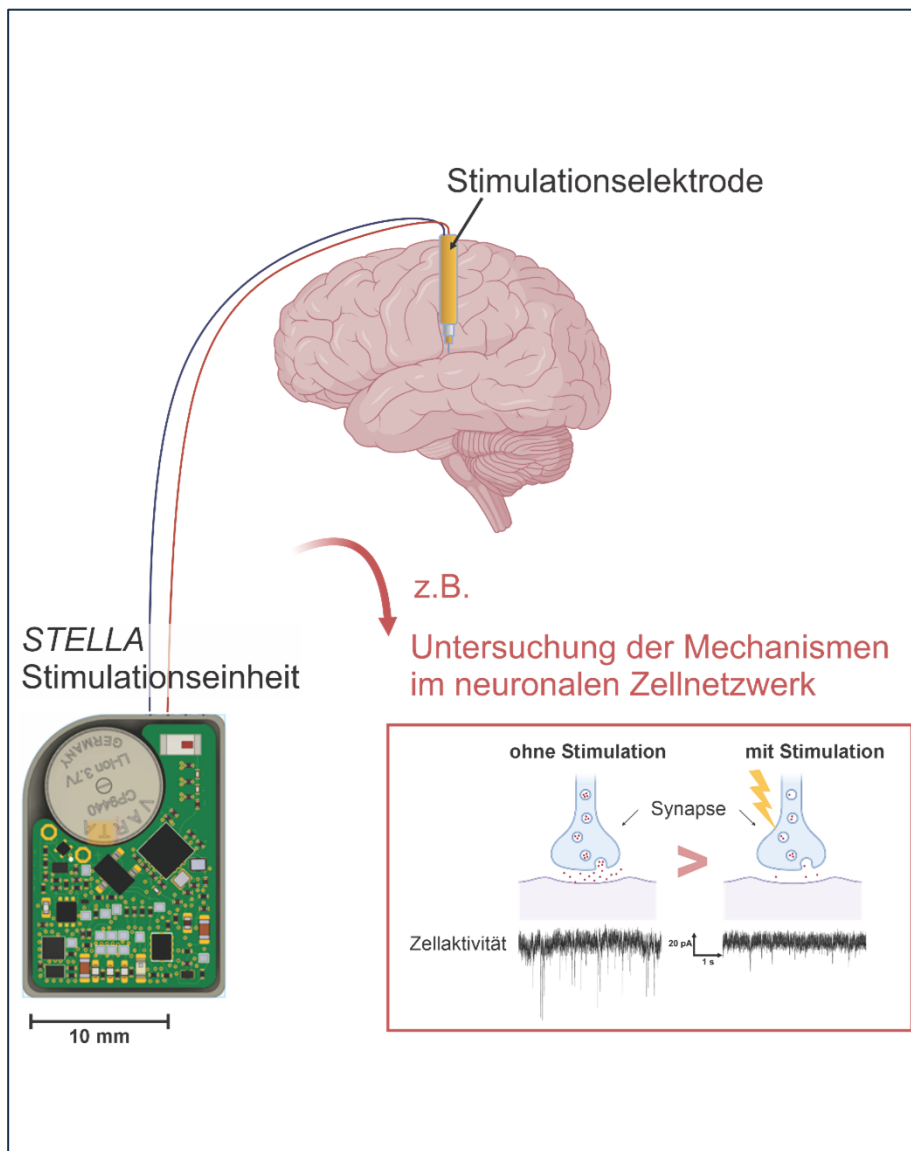 Stimulationselektrode
z.B.
STELLA
Stimulationseinheit
Untersuchung der Mechanismen
im neuronalen Zellnetzwerk
VARTA
CP9440
Li-Ion 3.7V
GERMANY
10 mm
ohne Stimulation
mit Stimulation
Synapse
>
Zellaktivität
20 pA
1 s